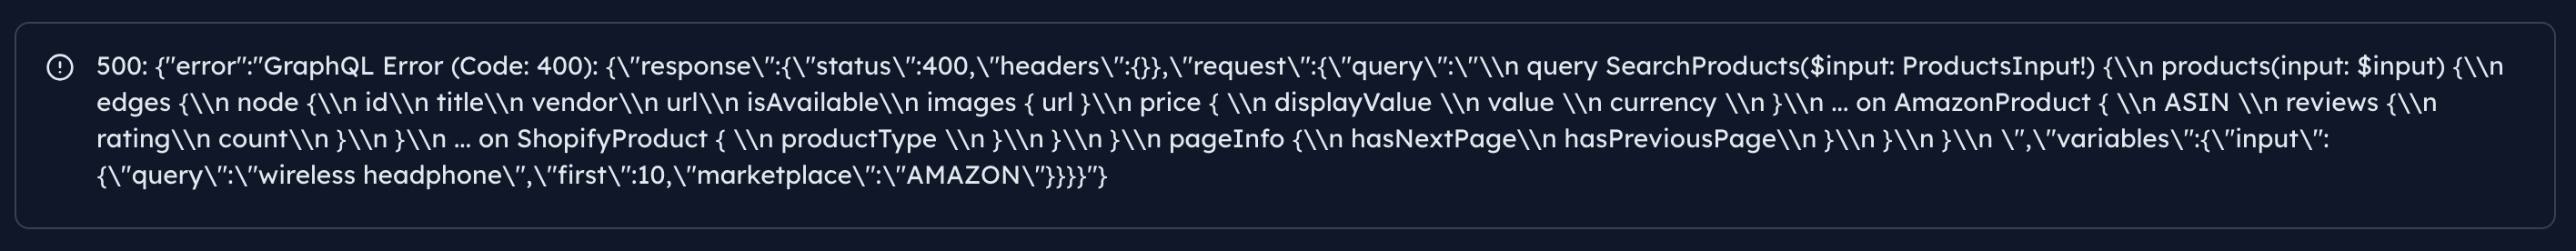 500: {"error":"GraphQL Error (Code: 400): {\"response\":{\"status\":400,\"headers\":{}},\"request\":{\"query\":\"\\n query SearchProducts($input: ProductsInput!) {\\n products(input: $input) {\\n
edges {\\n node {\\n id\\n title\\n vendor\\n url\\n isAvailable\\n images { url }\\n price { \\n displayValue \\n value \\n currency \\n }\\n ... on AmazonProduct { \\n ASIN \\n reviews {\\n
rating\\n count\\n }\\n }\\n ... on ShopifyProduct { \\n productType \\n }\\n }\\n }\\n pageInfo {\\n hasNextPage\\n hasPreviousPage\\n }\\n }\\n }\\n \",\"variables\":{\"input\":
{\"query\":\"wireless headphone\",\"first\":10,\"marketplace\":\"AMAZON\"}}}}"}